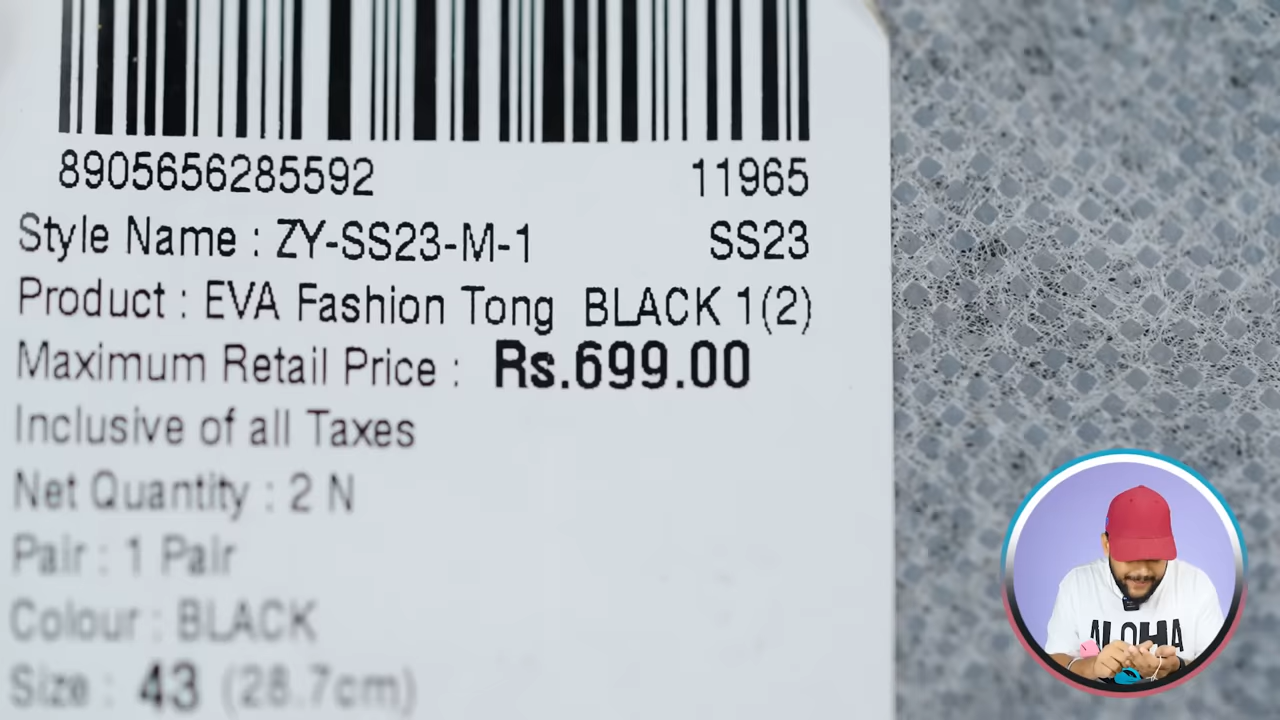 8905656285592 11965
Style Name : ZY-SS23-M-1 SS23
Product : EVA Fashion Tong BLACK 1(2)
Maximum Retail Price : Rs.699.00
Inclusive of all Taxes
Net Quantity : 2 N
Pair : 1 Pair
Colour : BLACK
Size : 43 (28.7cm)
ALOHA